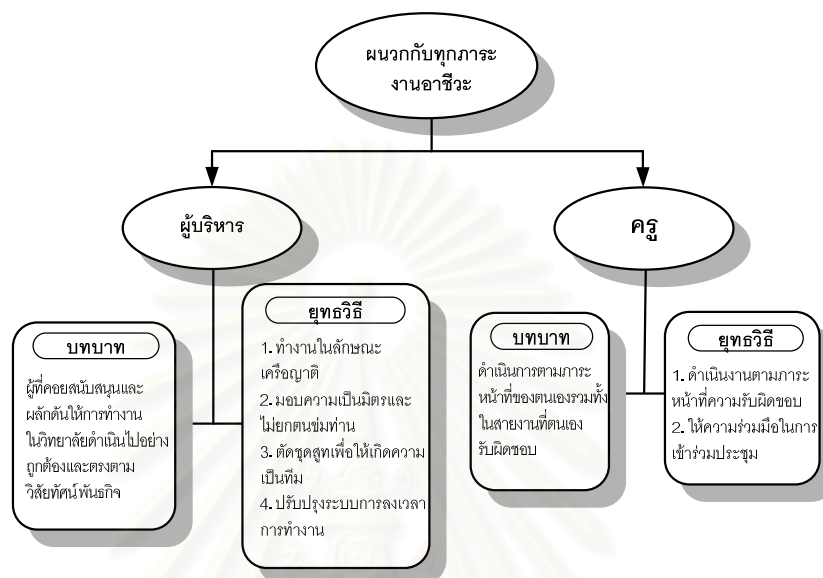 ผนวกกับทุกภาระ
งานอาชีวะ
ผู้บริหาร
ครู
บทบาท
ผู้ที่คอยสนับสนุนและ
ผลักดันให้การทำงาน
ในวิทยาลัยดำเนินไปอย่าง
ถูกต้องและตรงตาม
วิสัยทัศน์พันธกิจ
ยุทธวิธี
1. ทำงานในลักษณะ
เครือญาติ
2. มอบความเป็นมิตรและ
ไม่ยกตนข่มท่าน
3. ตัดชุดสูทเพื่อให้เกิดความ
เป็นทีม
4. ปรับปรุงระบบการลงเวลา
การทำงาน
บทบาท
ดำเนินการตามภาระ
หน้าที่ของตนเองรวมทั้ง
ในสายงานที่ตนเอง
รับผิดชอบ
ยุทธวิธี
1. ดำเนินงานตามภาระ
หน้าที่ความรับผิดชอบ
2. ให้ความร่วมมือในการ
เข้าร่วมประชุม